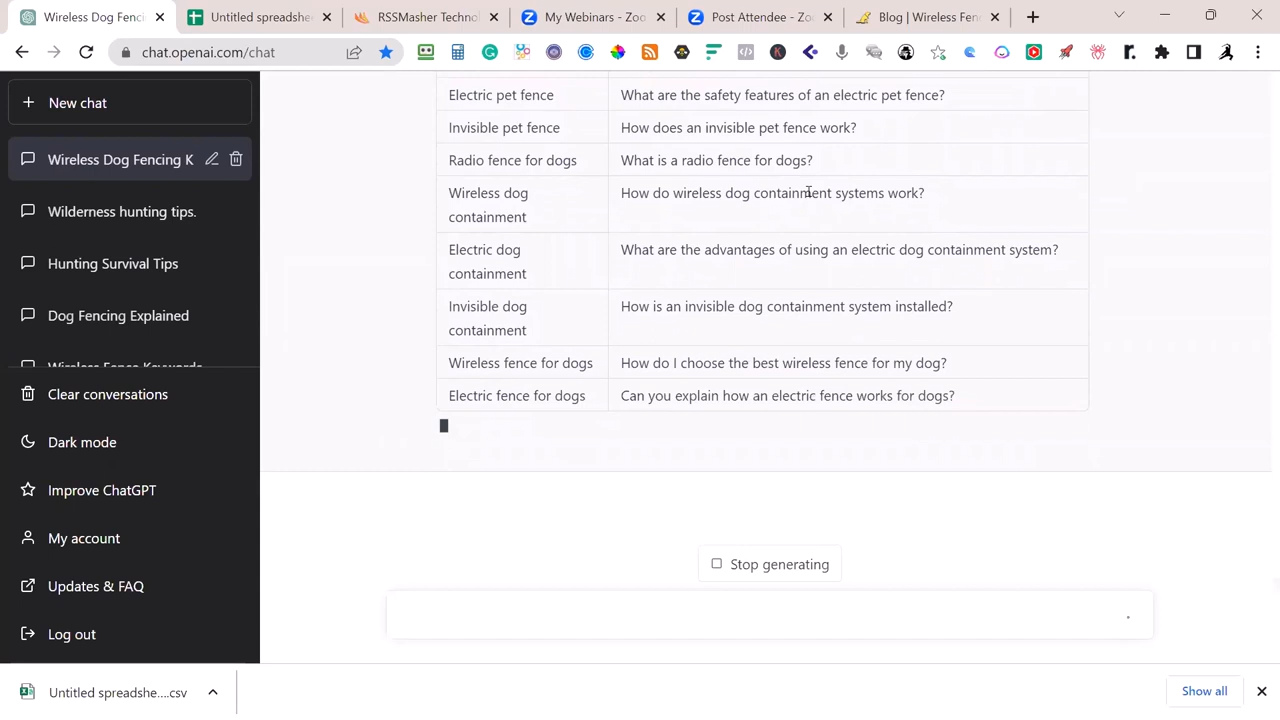 Wireless Dog Fenci
Untitled spreadshe
RSSMasher Technol
My Webinars - Zoo
Post Attendee - Zo
Blog | Wireless Fen
chat.openai.com/chat
New chat
Wireless Dog Fencing K
Wilderness hunting tips.
Hunting Survival Tips
Dog Fencing Explained
Wireless Fence Keywords
Clear conversations
Dark mode
Improve ChatGPT
My account
Updates & FAQ
Log out
Electric pet fence What are the safety features of an electric pet fence?
Invisible pet fence How does an invisible pet fence work?
Radio fence for dogs What is a radio fence for dogs?
Wireless dog How do wireless dog containment systems work?
containment
Electric dog What are the advantages of using an electric dog containment system?
containment
Invisible dog How is an invisible dog containment system installed?
containment
Wireless fence for dogs How do I choose the best wireless fence for my dog?
Electric fence for dogs Can you explain how an electric fence works for dogs?
Stop generating
Untitled spreadshe....csv
Show all